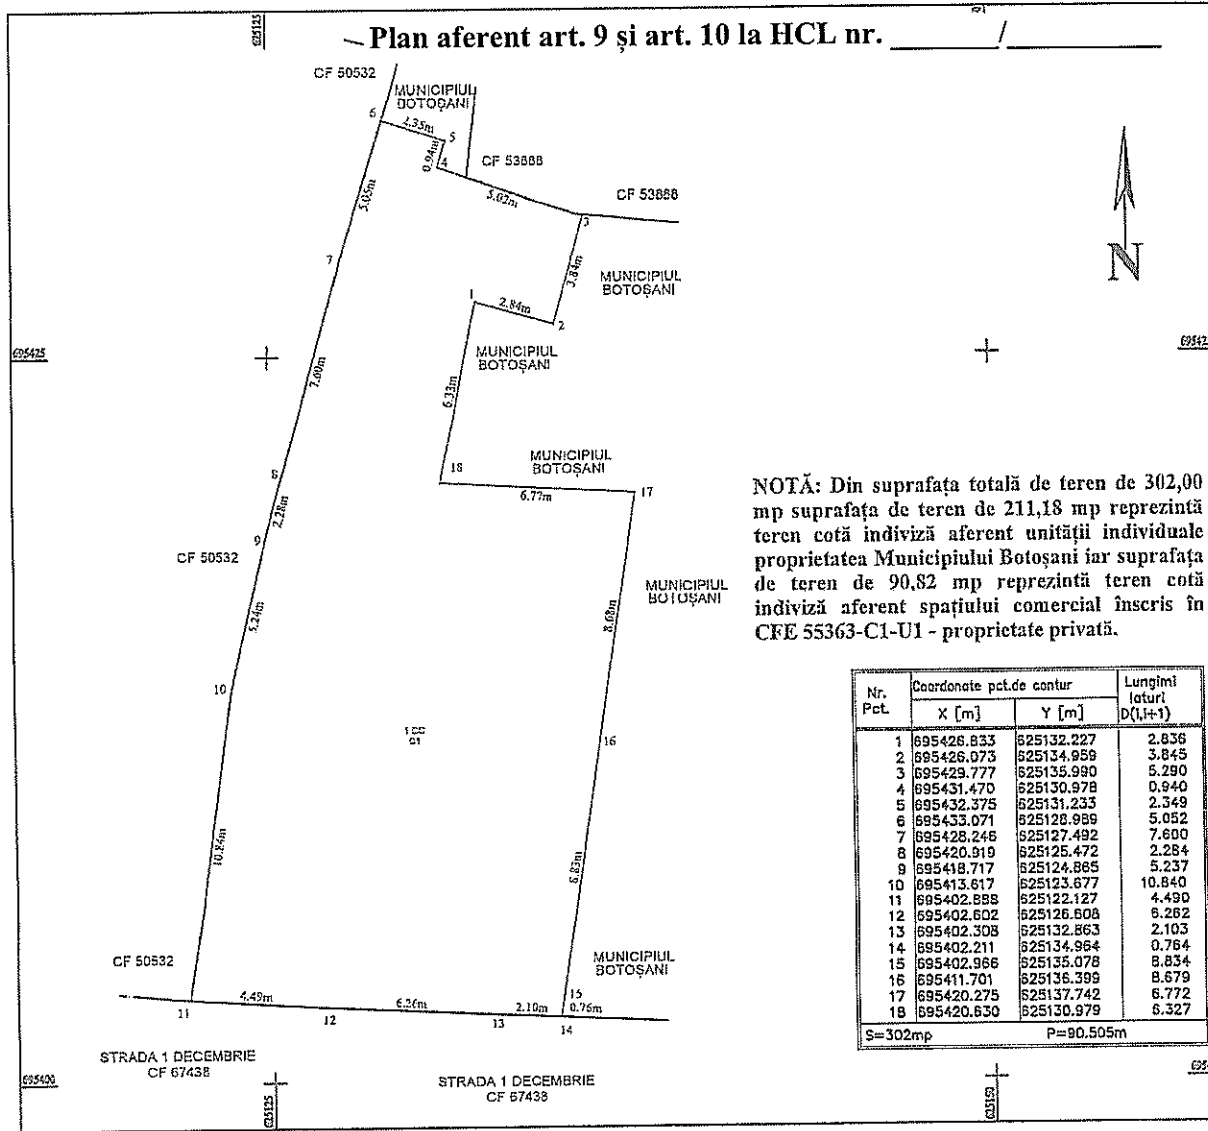 Plan aferent art. 9 și art. 10 la HCL nr. ______/______
625125
CF 50532
MUNICIPIUL
BOTOȘANI
6
2.35m
5
0.94m
4
CF 53888
5.02m
CF 53888
3
5.05m
7
3.84m
MUNICIPIUL
BOTOȘANI
N
1
2.84m
2
MUNICIPIUL
BOTOȘANI
695425
7.60m
6.33m
8
18
MUNICIPIUL
BOTOȘANI
6.77m
17
2.28m
9
CF 50532
5.24m
10
MUNICIPIUL
BOTOȘANI
8.68m
NOTĂ: Din suprafața totală de teren de 302,00
mp suprafața de teren de 211,18 mp reprezintă
teren cotă indiviză aferent unității individuale
proprietatea Municipiului Botoșani iar suprafața
de teren de 90,82 mp reprezintă teren cotă
indiviză aferent spațiului comercial înscris în
CFE 55363-C1-U1 - proprietate privată.
16
10.84m
8.83m
CF 50532
MUNICIPIUL
BOTOȘANI
15
4.49m
6.26m
2.10m
0.76m
11
12
13
14
STRADA 1 DECEMBRIE
CF 67438
STRADA 1 DECEMBRIE
CF 67438
695400
625125
625150
Nr. Pct. Coordonate pct.de contur Lungimi laturi
X [m] Y [m] D(i,i+1)
1 695426.833 625132.227 2.836
2 695426.073 625134.959 3.845
3 695429.777 625135.990 5.290
4 695431.470 625130.978 0.940
5 695432.375 625131.233 2.349
6 695433.071 625128.989 5.052
7 695428.246 625127.492 7.600
8 695420.919 625125.472 2.284
9 695418.717 625124.865 5.237
10 695413.617 625123.677 10.840
11 695402.888 625122.127 4.490
12 695402.602 625126.608 6.262
13 695402.308 625132.863 2.103
14 695402.211 625134.964 0.764
15 695402.966 625135.078 8.834
16 695411.701 625136.399 8.679
17 695420.275 625137.742 6.772
18 695420.630 625130.979 6.327
S=302mp P=90.505m